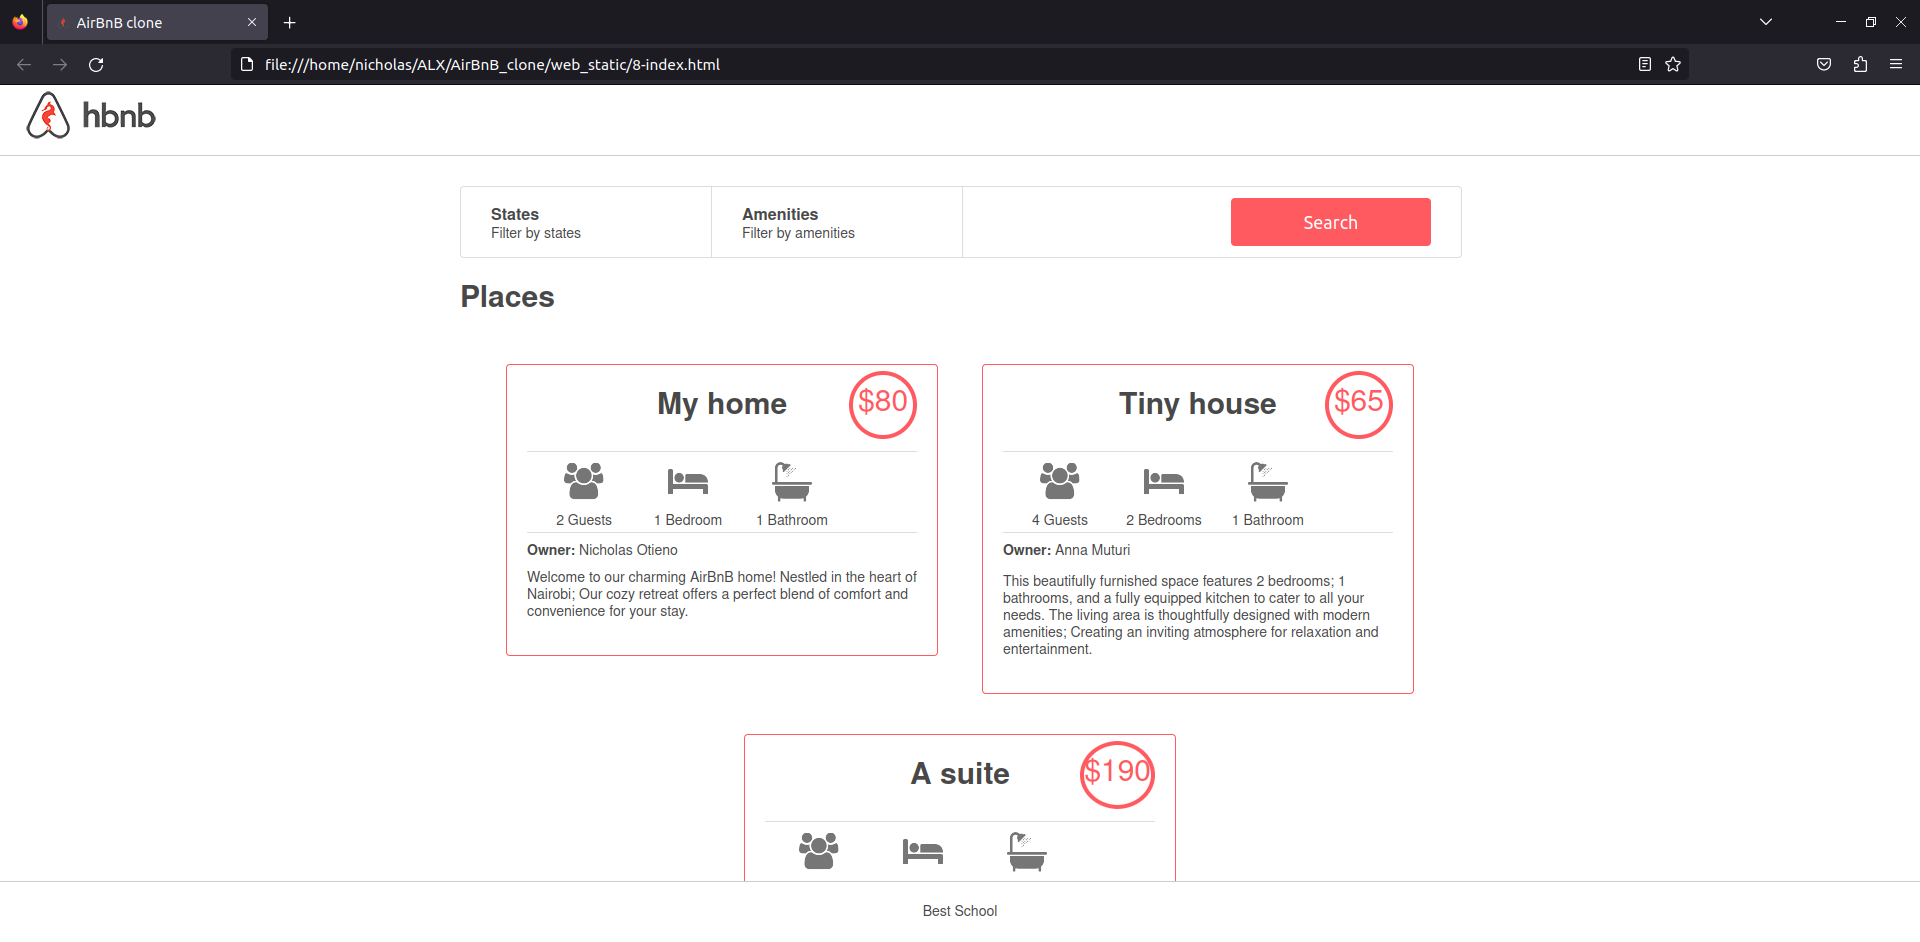 AirBnB clone
file:///home/nicholas/ALX/AirBnB_clone/web_static/8-index.html
hbnb
States
Filter by states
Amenities
Filter by amenities
Search
Places
My home
$80
2 Guests
1 Bedroom
1 Bathroom
Owner: Nicholas Otieno
Welcome to our charming AirBnB home! Nestled in the heart of
Nairobi; Our cozy retreat offers a perfect blend of comfort and
convenience for your stay.
Tiny house
$65
4 Guests
2 Bedrooms
1 Bathroom
Owner: Anna Muturi
This beautifully furnished space features 2 bedrooms; 1
bathrooms, and a fully equipped kitchen to cater to all your
needs. The living area is thoughtfully designed with modern
amenities; Creating an inviting atmosphere for relaxation and
entertainment.
A suite
$190
Best School